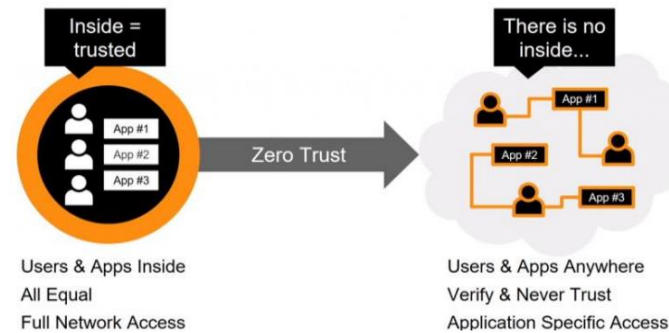 Inside =
trusted
App #1
App #2
App #3
Users & Apps Inside
All Equal
Full Network Access
Zero Trust
There is no
inside...
App #1
App #2
App #3
Users & Apps Anywhere
Verify & Never Trust
Application Specific Access